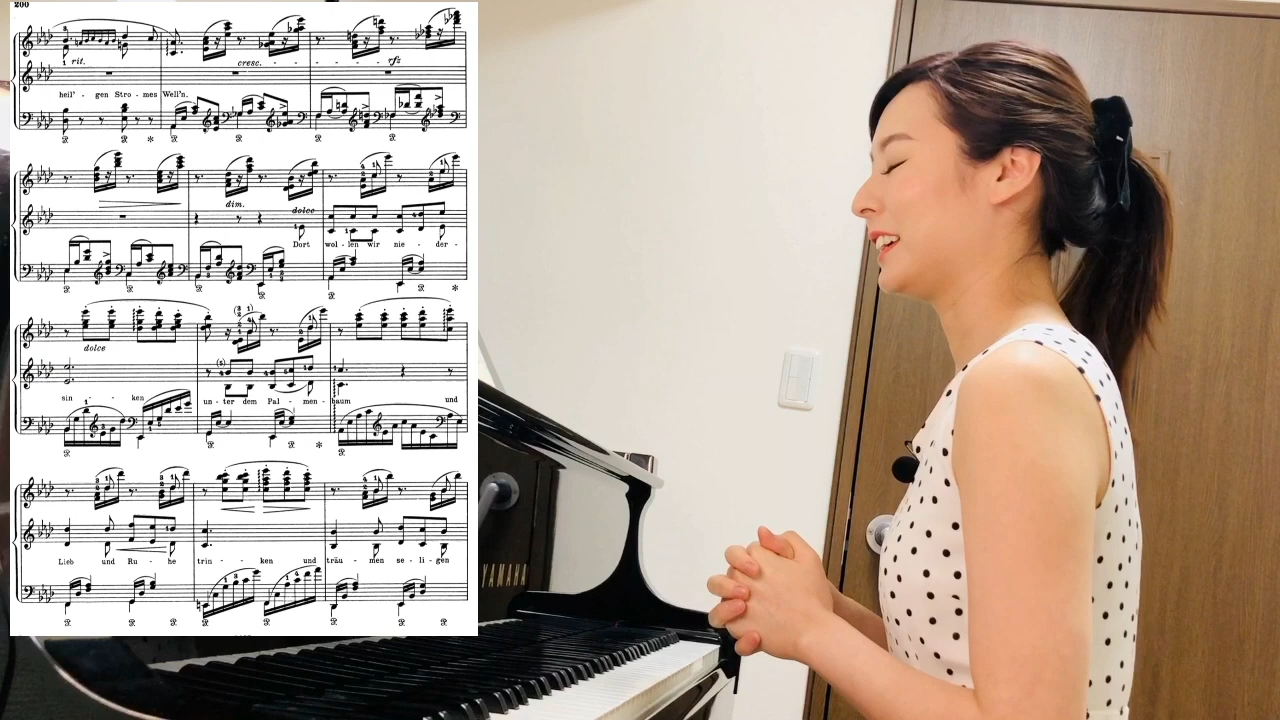 200
rit.
cresc.
rfz
heil' - gen Stro - mes Well'n.
dim.
dolce
Dort wol - len wir nie - der -
dolce
sin - - ken un - ter dem Pal - men - baum und
Lieb und Ru - he trin - ken und träu - men se - li - gen
YAMAHA